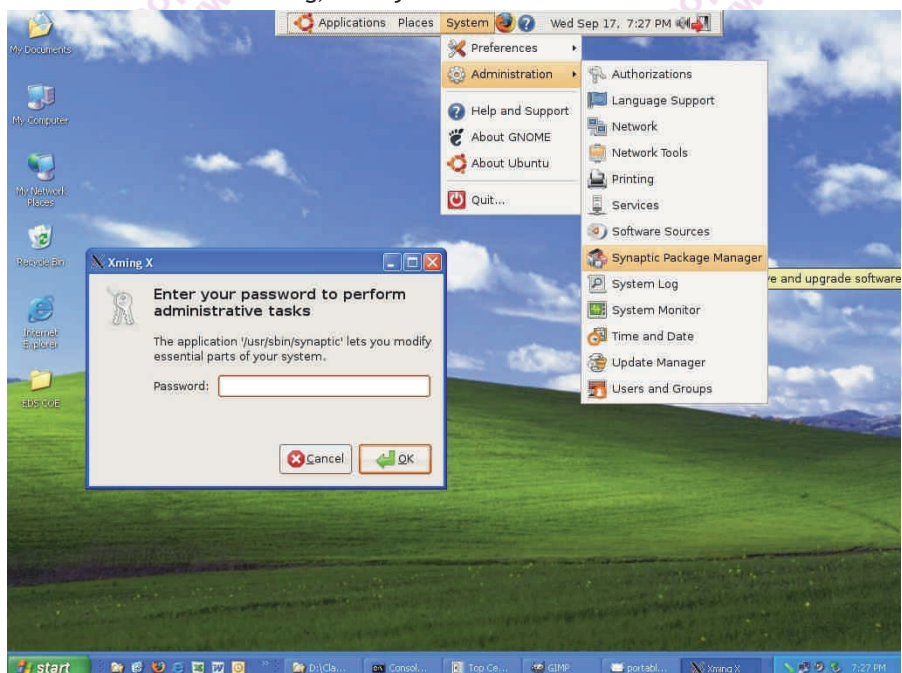 Applications Places System Wed Sep 17, 7:27 PM
My Documents
Preferences
Administration
Authorizations
Language Support
My Computer
Help and Support
Network
About GNOME
Network Tools
About Ubuntu
Printing
My Network
Places
Quit...
Services
Software Sources
Recycle Bin
Xming X
Synaptic Package Manager
e and upgrade software
Enter your password to perform
administrative tasks
System Log
Internet
Explorer
System Monitor
The application '/usr/sbin/synaptic' lets you modify
essential parts of your system.
Time and Date
Update Manager
Password:
Users and Groups
EDS COE
Cancel OK
start D:\Cla... Consol... Top Ce... GIMP portabl... Xming X 7:27 PM